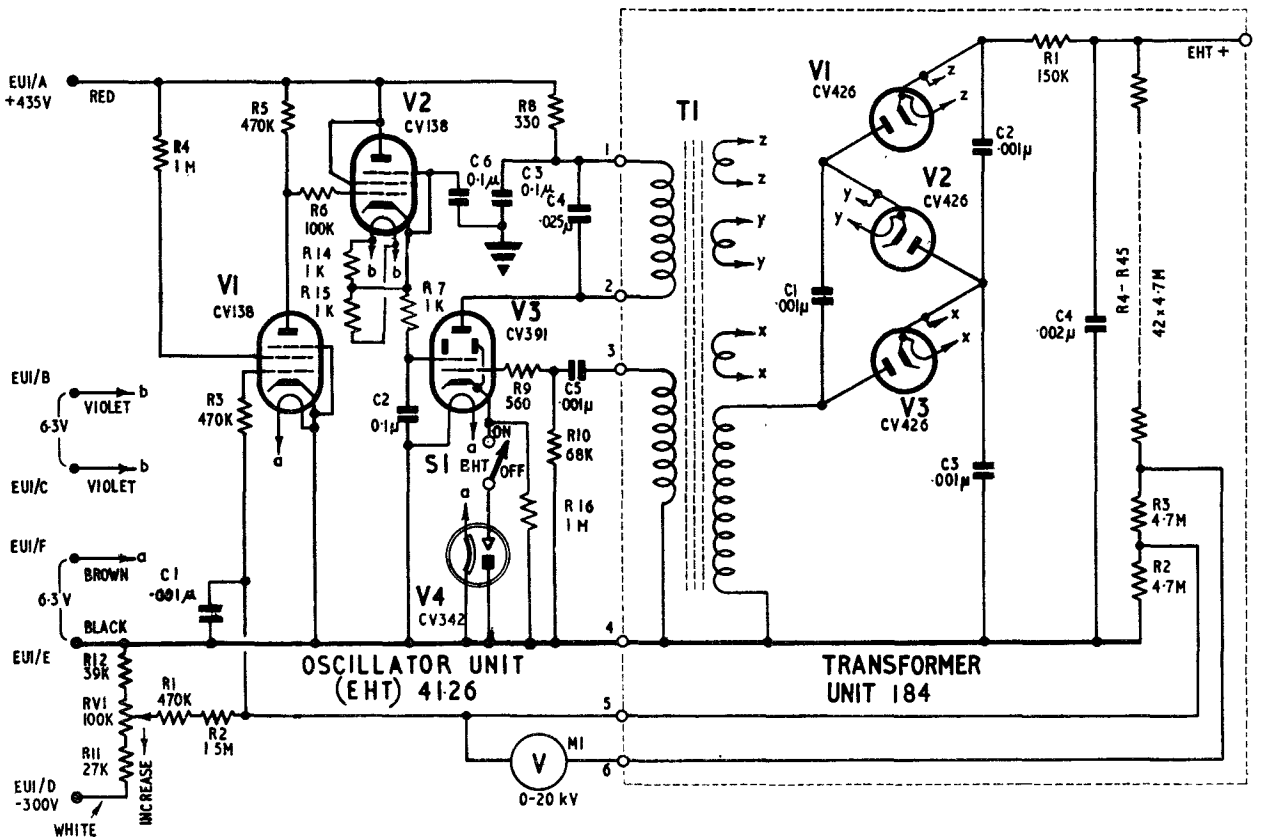 EUI/A
+435V
RED
R4
1M
R5
470K
V2
CV138
R6
100K
R14
1K
R15
1K
b b
C6
0.1μ
C3
0.1μ
C4
.025μ
R8
330
R7
1K
V1
CV138
V3
CV391
EUI/B
VIOLET
b
6·3V
EUI/C
VIOLET
b
R3
470K
a
C2
0.1μ
R9
560
C5
.001μ
a
ON
S1
EHT
OFF
a
R10
68K
R16
1M
EUI/F
BROWN
a
6·3V
C1
.001μ
V4
CV342
BLACK
EUI/E
R12
39K
RV1
100K
R1
470K
R2
1·5M
R11
27K
INCREASE
EUI/D
-300V
WHITE
OSCILLATOR UNIT
(EHT) 4126
M1
V
0-20 kV
1
2
3
4
5
6
T1
z
z
y
y
x
x
V1
CV426
z
z
V2
CV426
y
y
V3
CV426
x
x
C1
.001μ
C2
.001μ
C3
.001μ
R1
150K
EHT +
C4
.002μ
R4-R45
42 x 4.7M
R3
4.7M
R2
4.7M
TRANSFORMER
UNIT 184